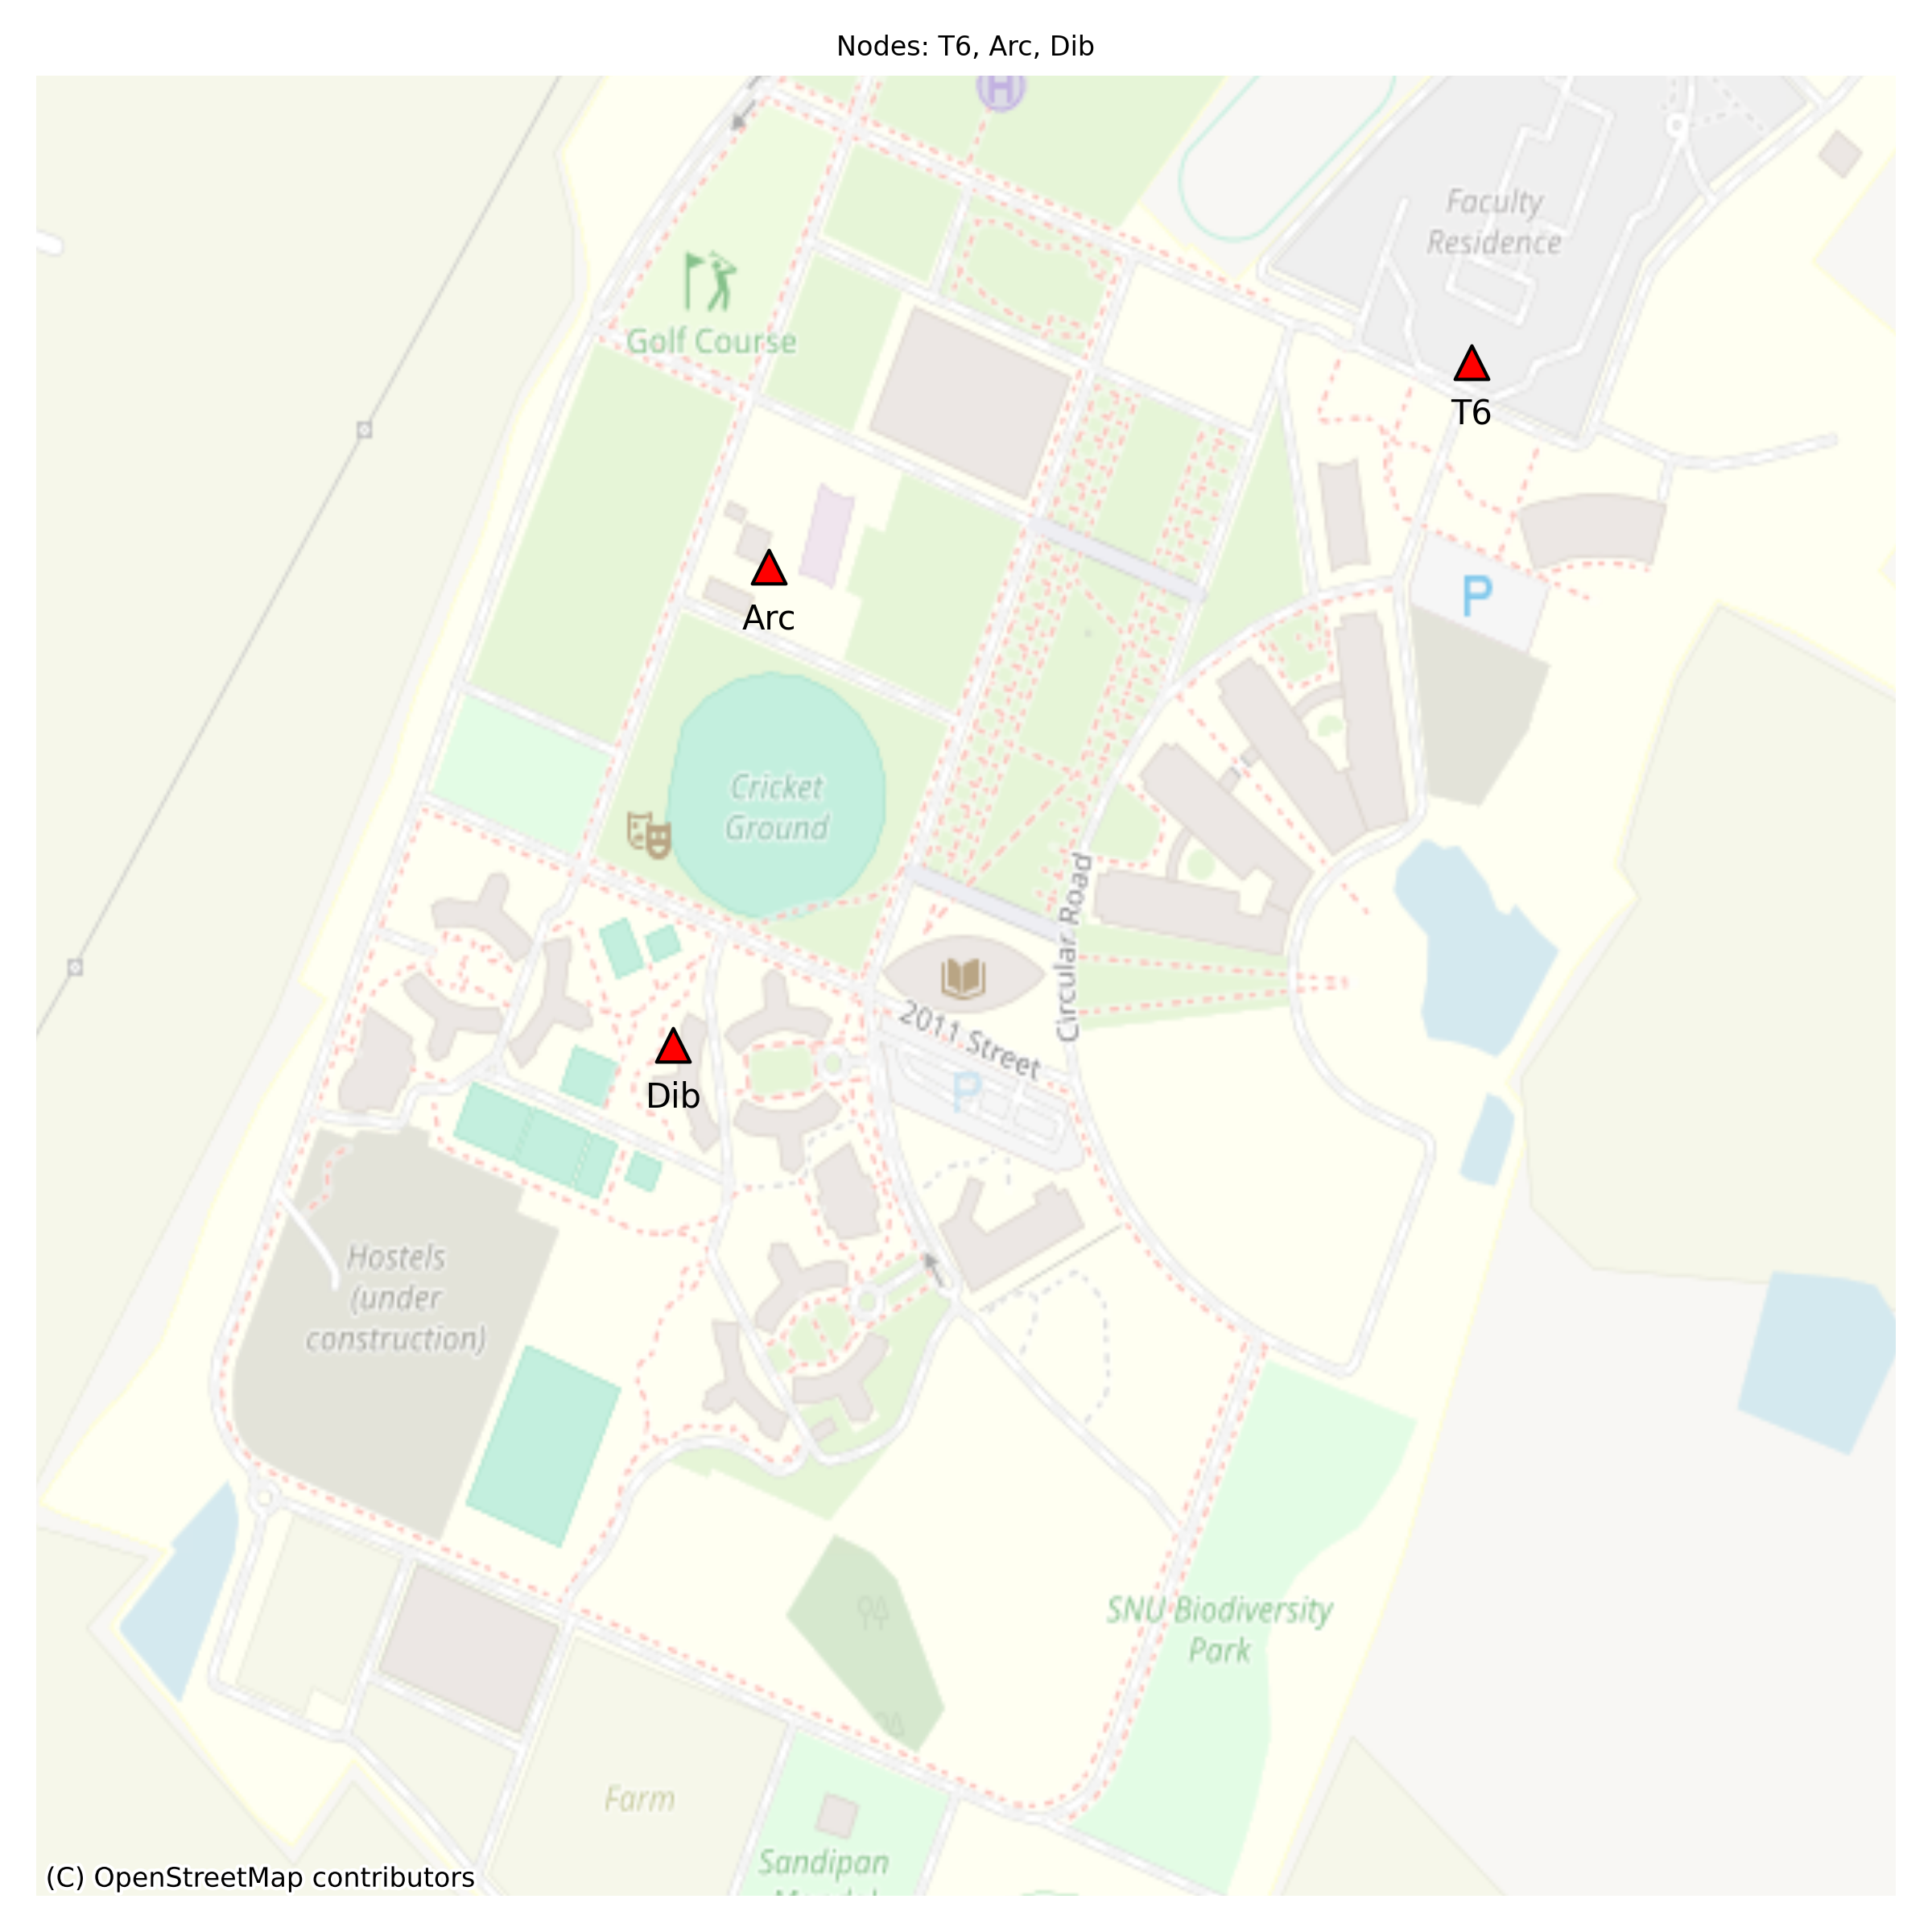 Nodes: T6, Arc, Dib
H
Faculty
Residence
Golf Course
T6
Arc
P
Cricket
Ground
Circular Road
2011 Street
P
Dib
Hostels
(under
construction)
SNU Biodiversity
Park
Farm
Sandipan
(C) OpenStreetMap contributors